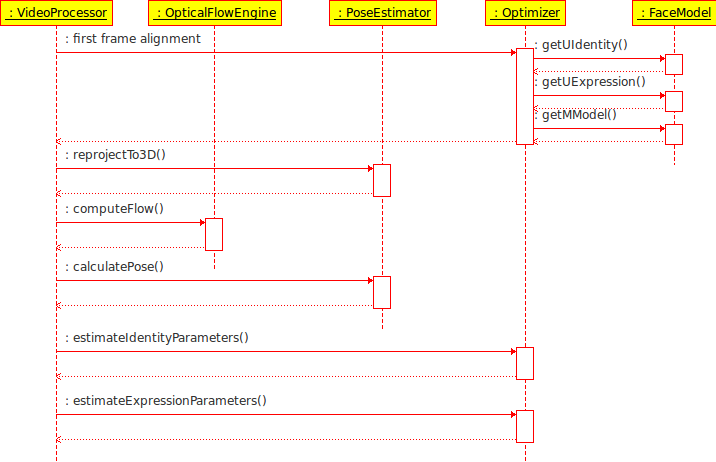 : VideoProcessor
: OpticalFlowEngine
: PoseEstimator
: Optimizer
: FaceModel
: first frame alignment
: getUIdentity()
: getUExpression()
: getMModel()
: reprojectTo3D()
: computeFlow()
: calculatePose()
: estimateIdentityParameters()
: estimateExpressionParameters()